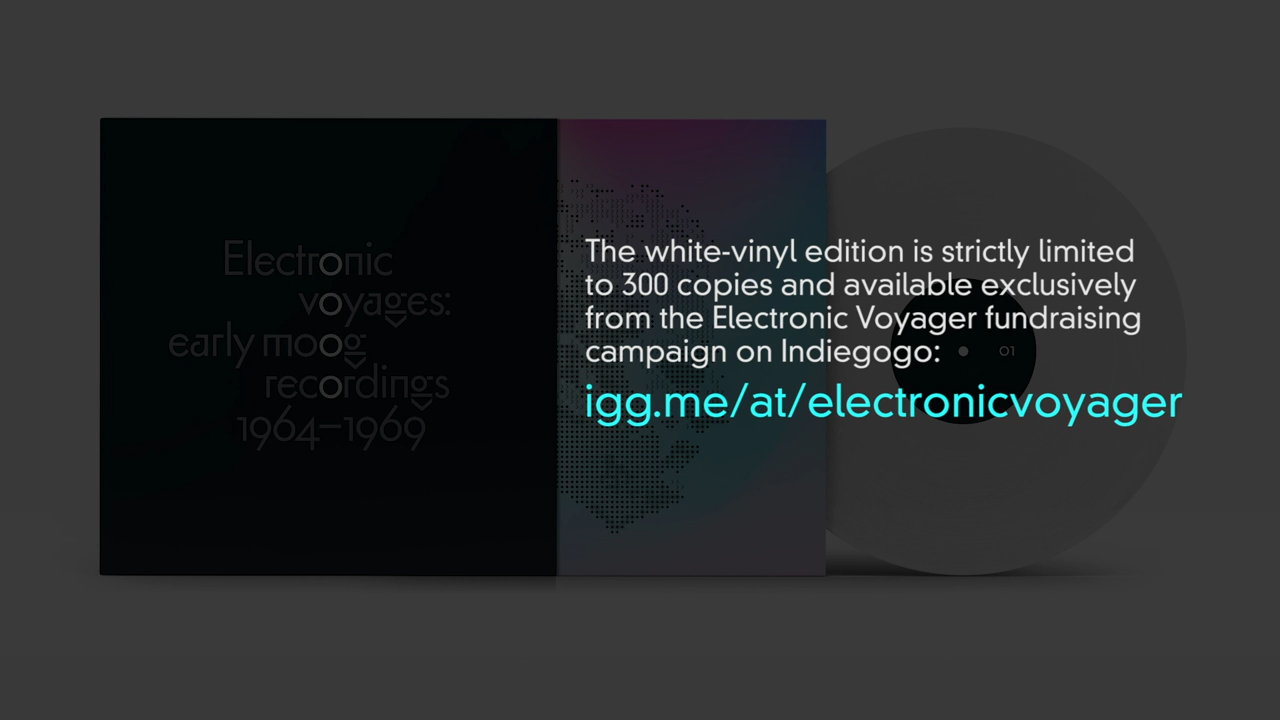 Electronic
voyages:
early moog
recordings
1964–1969
The white-vinyl edition is strictly limited
to 300 copies and available exclusively
from the Electronic Voyager fundraising
campaign on Indiegogo:
igg.me/at/electronicvoyager
01